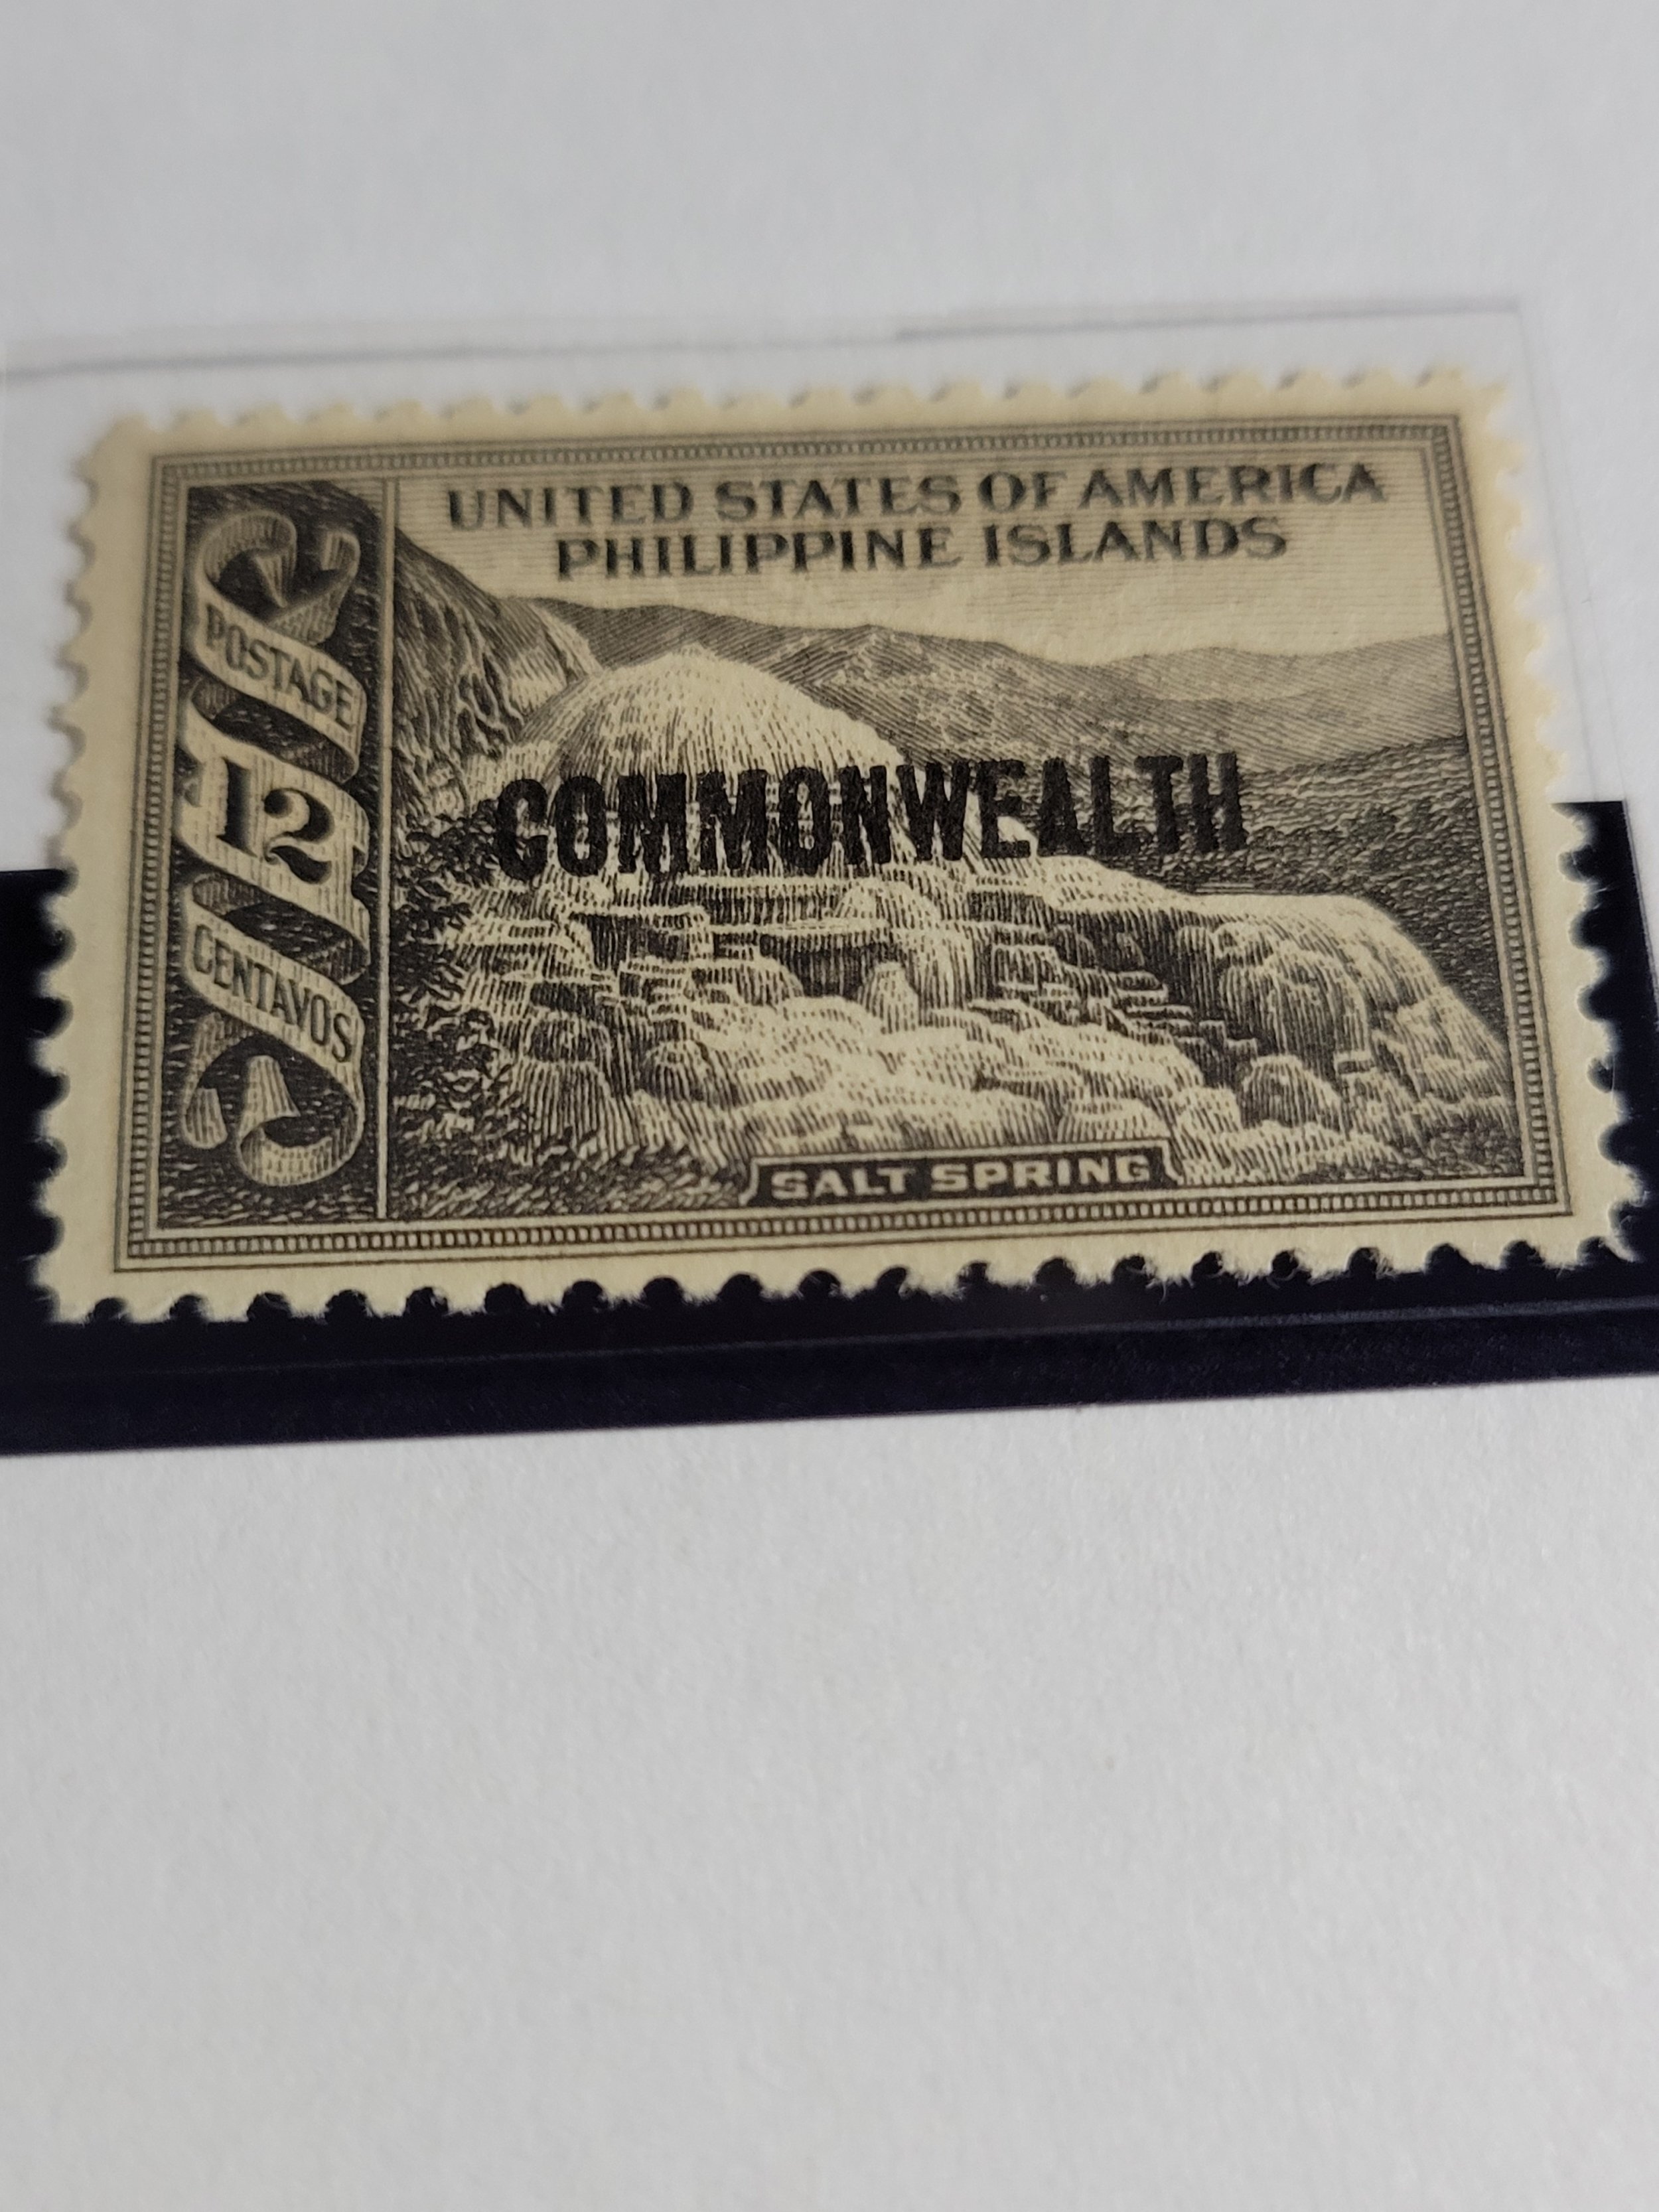 UNITED STATES OF AMERICA
PHILIPPINE ISLANDS
POSTAGE
12
CENTAVOS
COMMONWEALTH
SALT SPRING